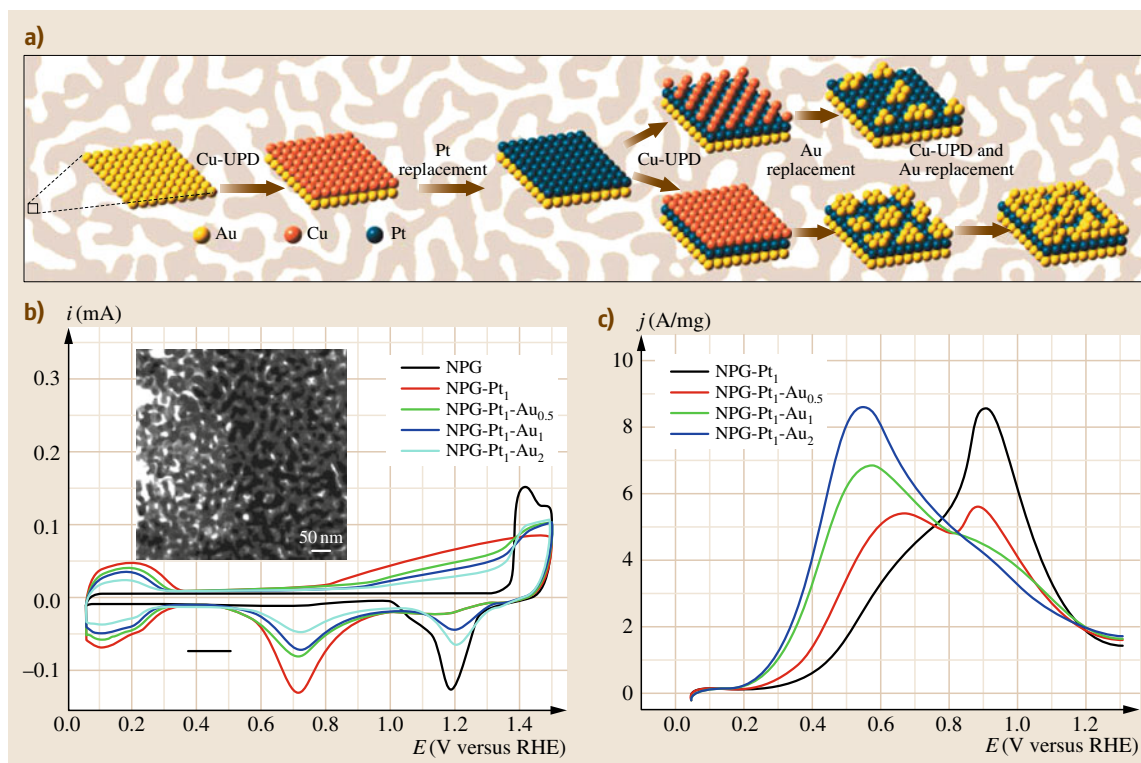 a)
Cu-UPD
Pt
replacement
Cu-UPD
Au
replacement
Cu-UPD and
Au replacement
Au
Cu
Pt
b)
i (mA)
0.3
0.2
0.1
0.0
−0.1
0.0
0.2
0.4
0.6
0.8
1.0
1.2
1.4
E (V versus RHE)
50 nm
NPG
NPG-Pt1
NPG-Pt1-Au0.5
NPG-Pt1-Au1
NPG-Pt1-Au2
c)
j (A/mg)
10
8
6
4
2
0
0.0
0.2
0.4
0.6
0.8
1.0
1.2
E (V versus RHE)
NPG-Pt1
NPG-Pt1-Au0.5
NPG-Pt1-Au1
NPG-Pt1-Au2